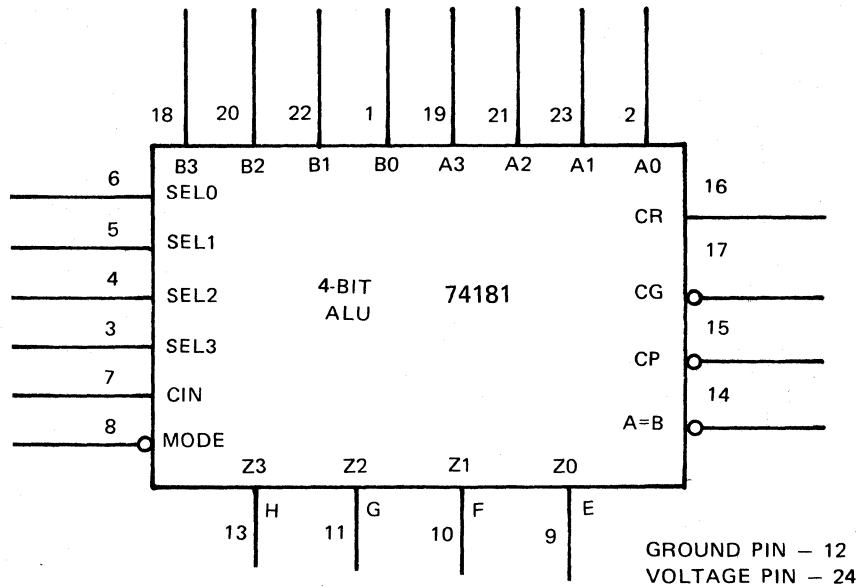 18 20 22 1 19 21 23 2
B3 B2 B1 B0 A3 A2 A1 A0
6
SEL0
16
CR
5
SEL1
17
4
SEL2
4-BIT
ALU
74181
CG
3
SEL3
15
CP
7
CIN
14
A=B
8
MODE
Z3 Z2 Z1 Z0
H G F E
13 11 10 9
GROUND PIN – 12
VOLTAGE PIN – 24